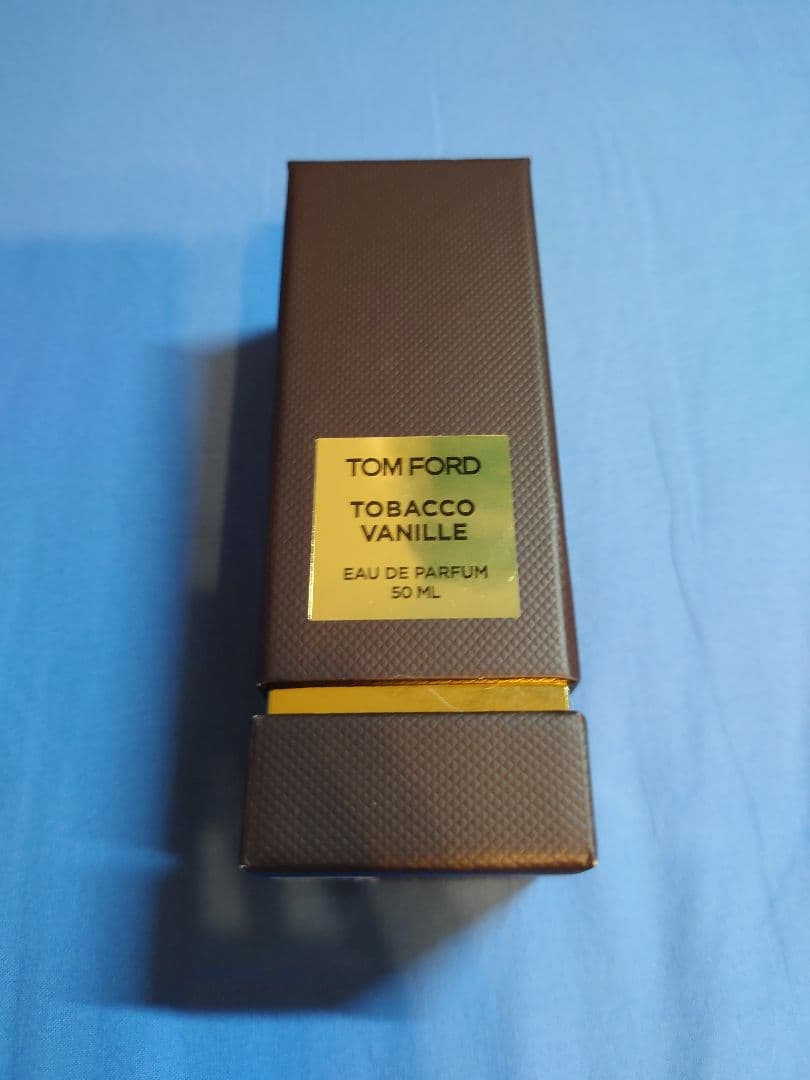 TOM FORD
TOBACCO
VANILLE
EAU DE PARFUM
50 ML